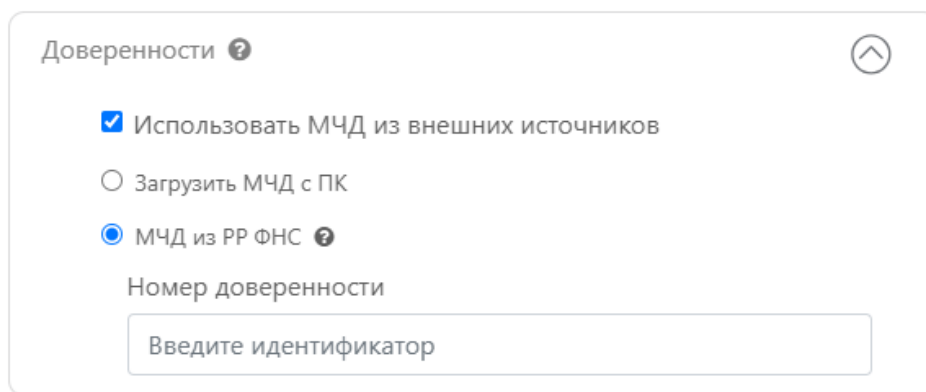 Доверенности ?
Использовать МЧД из внешних источников
Загрузить МЧД с ПК
МЧД из РР ФНС ?
Номер доверенности
Введите идентификатор